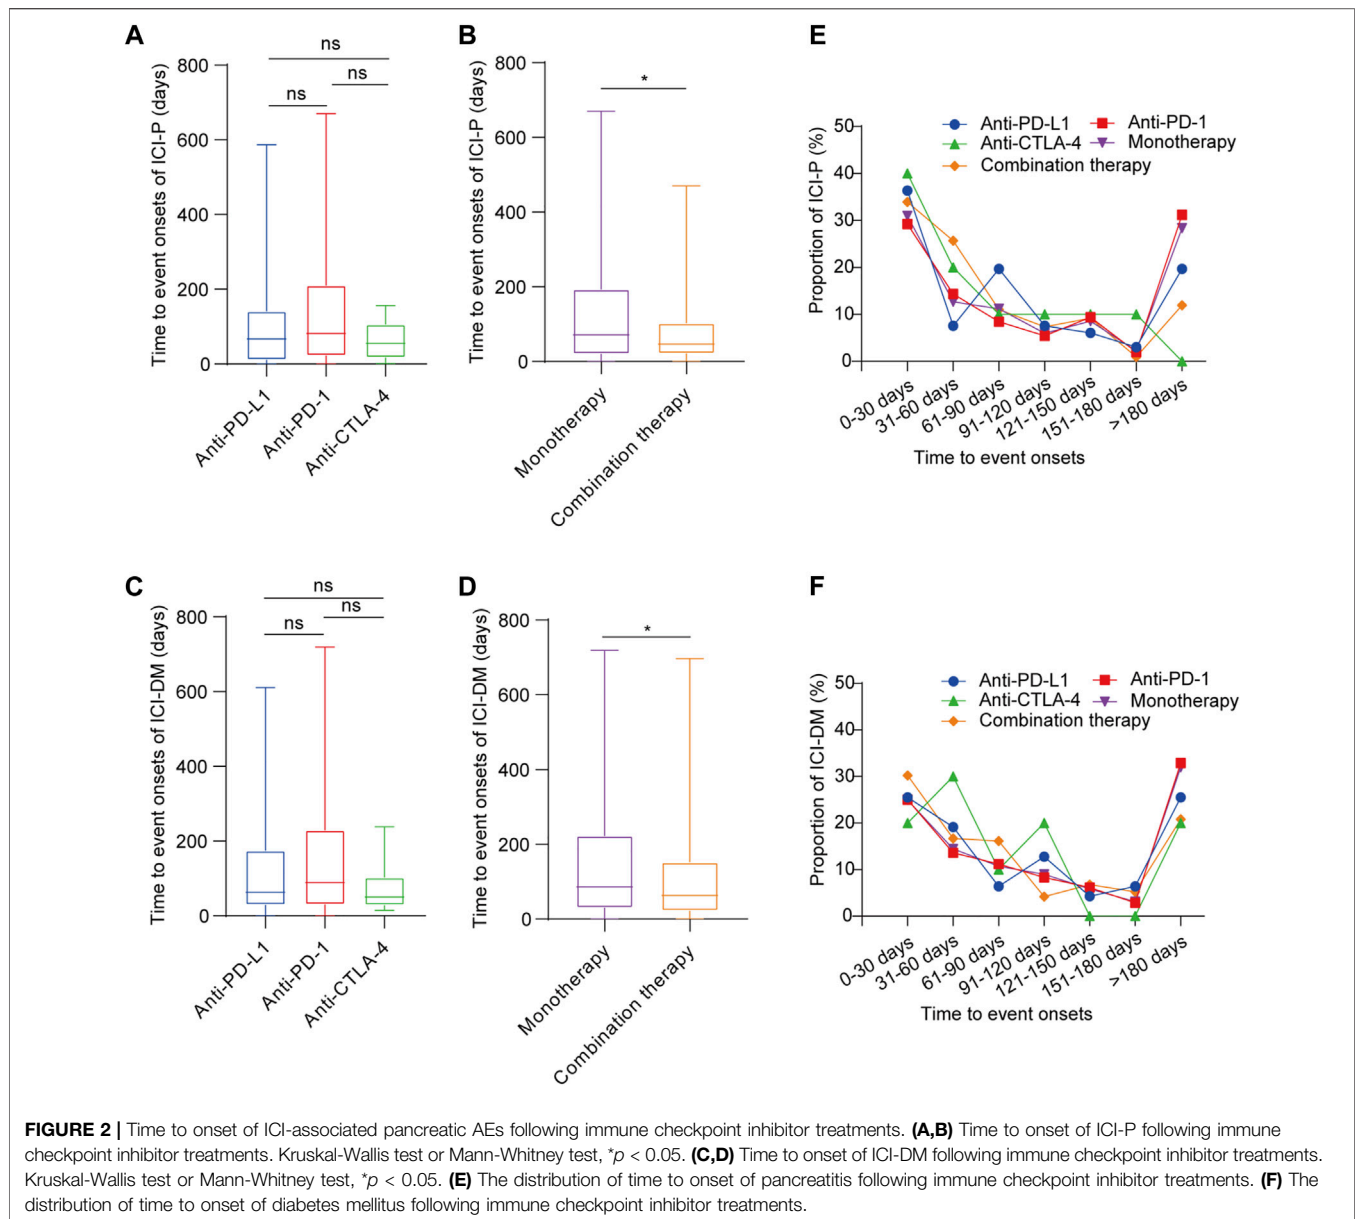 A
ns
ns
ns
Time to event onsets of ICI-P (days)
800
600
400
200
0
Anti-PD-L1
Anti-PD-1
Anti-CTLA-4
B
*
Time to event onsets of ICI-P (days)
800
600
400
200
0
Monotherapy
Combination therapy
E
Anti-PD-L1
Anti-PD-1
Anti-CTLA-4
Monotherapy
Combination therapy
Proportion of ICI-P (%)
50
40
30
20
10
0
0-30 days
31-60 days
61-90 days
91-120 days
121-150 days
151-180 days
>180 days
Time to event onsets
C
ns
ns
ns
Time to event onsets of ICI-DM (days)
800
600
400
200
0
Anti-PD-L1
Anti-PD-1
Anti-CTLA-4
D
*
Time to event onsets of ICI-DM (days)
800
600
400
200
0
Monotherapy
Combination therapy
F
Anti-PD-L1
Anti-PD-1
Anti-CTLA-4
Monotherapy
Combination therapy
Proportion of ICI-DM (%)
50
40
30
20
10
0
0-30 days
31-60 days
61-90 days
91-120 days
121-150 days
151-180 days
>180 days
Time to event onsets
FIGURE 2 | Time to onset of ICI-associated pancreatic AEs following immune checkpoint inhibitor treatments. (A,B) Time to onset of ICI-P following immune
checkpoint inhibitor treatments. Kruskal-Wallis test or Mann-Whitney test, *p < 0.05. (C,D) Time to onset of ICI-DM following immune checkpoint inhibitor treatments.
Kruskal-Wallis test or Mann-Whitney test, *p < 0.05. (E) The distribution of time to onset of pancreatitis following immune checkpoint inhibitor treatments. (F) The
distribution of time to onset of diabetes mellitus following immune checkpoint inhibitor treatments.